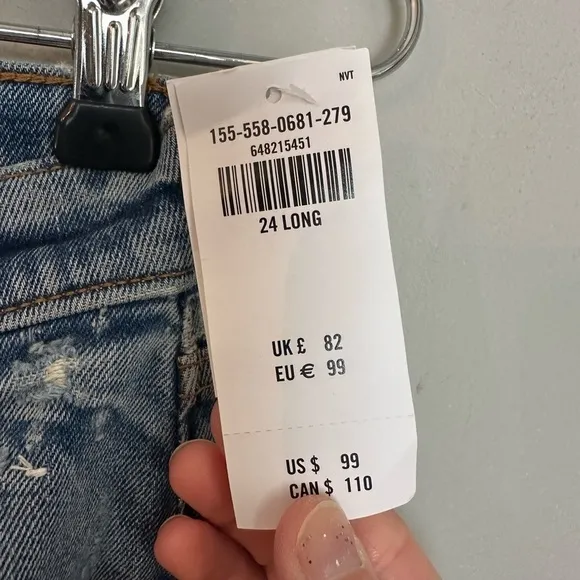 NVT
155-558-0681-279
648215451
24 LONG
UK £ 82
EU € 99
US $ 99
CAN $ 110